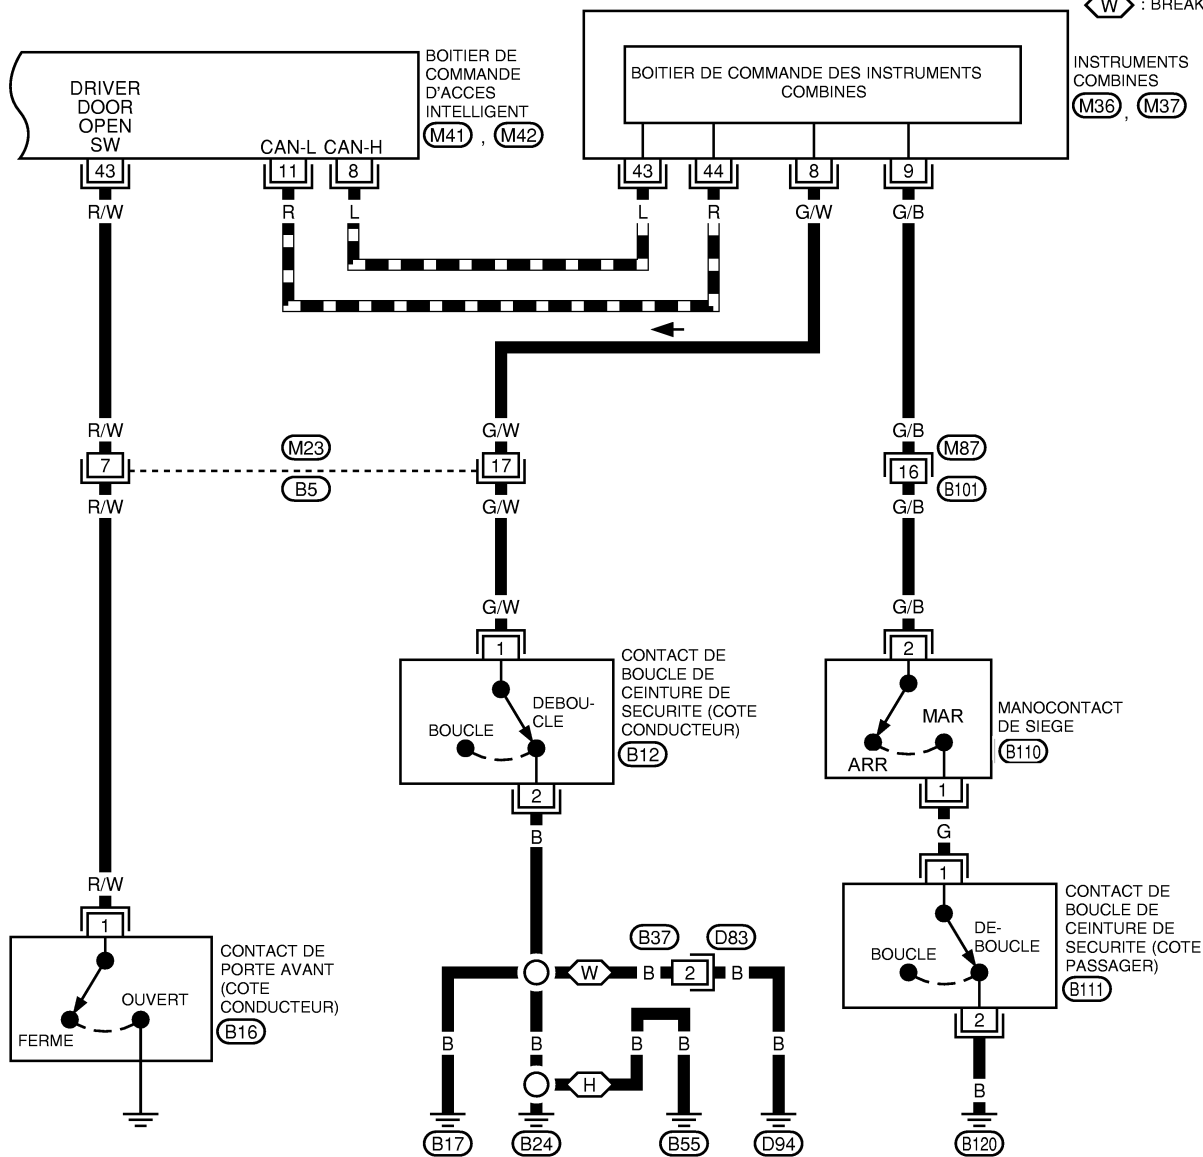 W : BREAK
BOITIER DE
COMMANDE
D'ACCES
INTELLIGENT
M41 , M42
DRIVER
DOOR
OPEN
SW
CAN-L CAN-H
BOITIER DE COMMANDE DES INSTRUMENTS
COMBINES
INSTRUMENTS
COMBINES
M36 , M37
43 11 8 43 44 8 9
R/W R L L R G/W G/B
R/W G/W G/B
M23
M87
7 17 16
B5
B101
R/W G/W G/B
G/W G/B
1 2
CONTACT DE
BOUCLE DE
CEINTURE DE
SECURITE (COTE
CONDUCTEUR)
B12
DEBOU-
CLE
BOUCLE
MANOCONTACT
DE SIEGE
B110
MAR
ARR
2 1
B G
R/W
1
1
CONTACT DE
PORTE AVANT
(COTE
CONDUCTEUR)
B16
OUVERT
FERME
B37 D83
W B 2 B
CONTACT DE
BOUCLE DE
CEINTURE DE
SECURITE (COTE
PASSAGER)
B111
DE-
BOUCLE
BOUCLE
2
B B B B B
H
B
B17 B24 B55 D94 B120